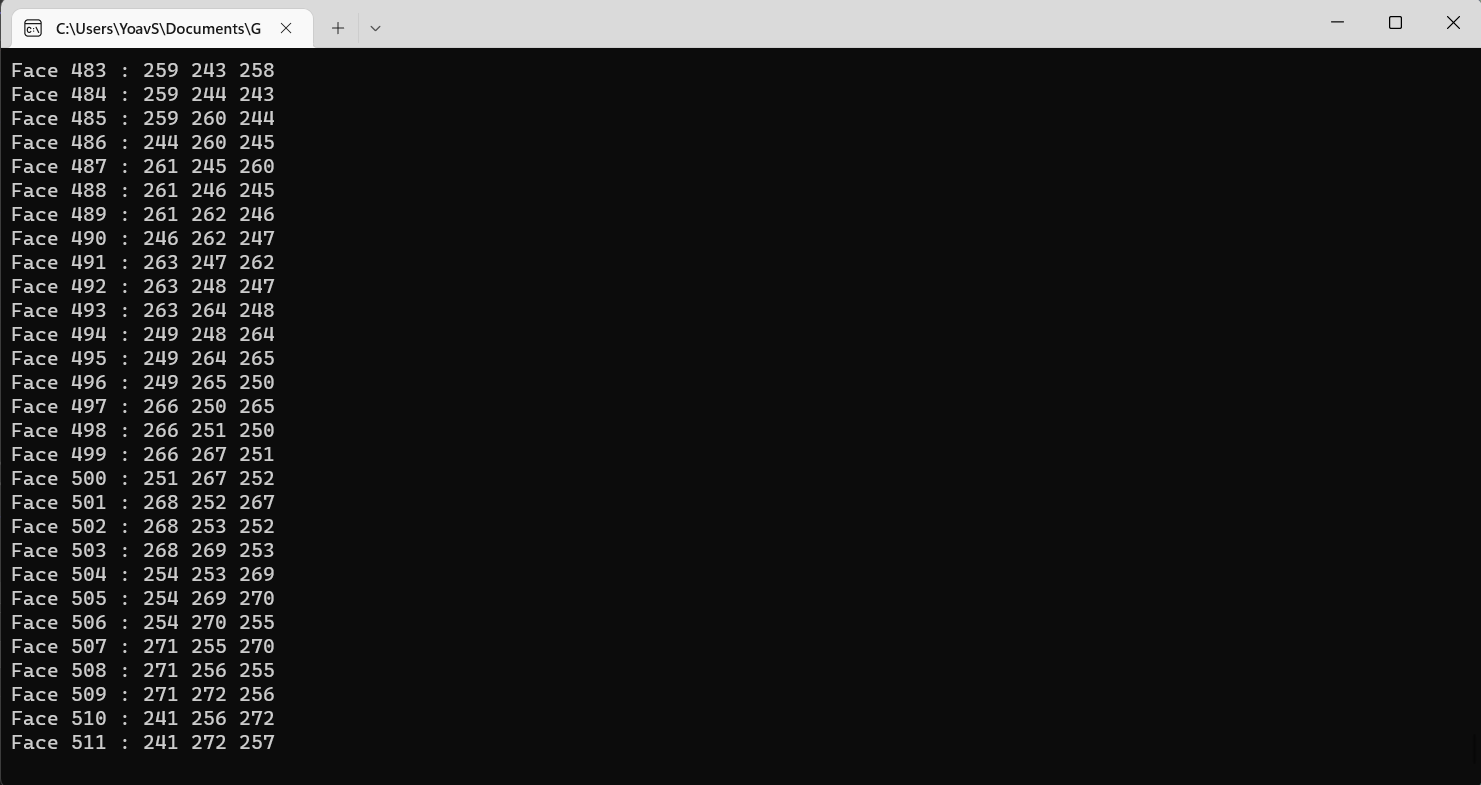 C:\Users\YoavS\Documents\G
Face 483 : 259 243 258
Face 484 : 259 244 243
Face 485 : 259 260 244
Face 486 : 244 260 245
Face 487 : 261 245 260
Face 488 : 261 246 245
Face 489 : 261 262 246
Face 490 : 246 262 247
Face 491 : 263 247 262
Face 492 : 263 248 247
Face 493 : 263 264 248
Face 494 : 249 248 264
Face 495 : 249 264 265
Face 496 : 249 265 250
Face 497 : 266 250 265
Face 498 : 266 251 250
Face 499 : 266 267 251
Face 500 : 251 267 252
Face 501 : 268 252 267
Face 502 : 268 253 252
Face 503 : 268 269 253
Face 504 : 254 253 269
Face 505 : 254 269 270
Face 506 : 254 270 255
Face 507 : 271 255 270
Face 508 : 271 256 255
Face 509 : 271 272 256
Face 510 : 241 256 272
Face 511 : 241 272 257